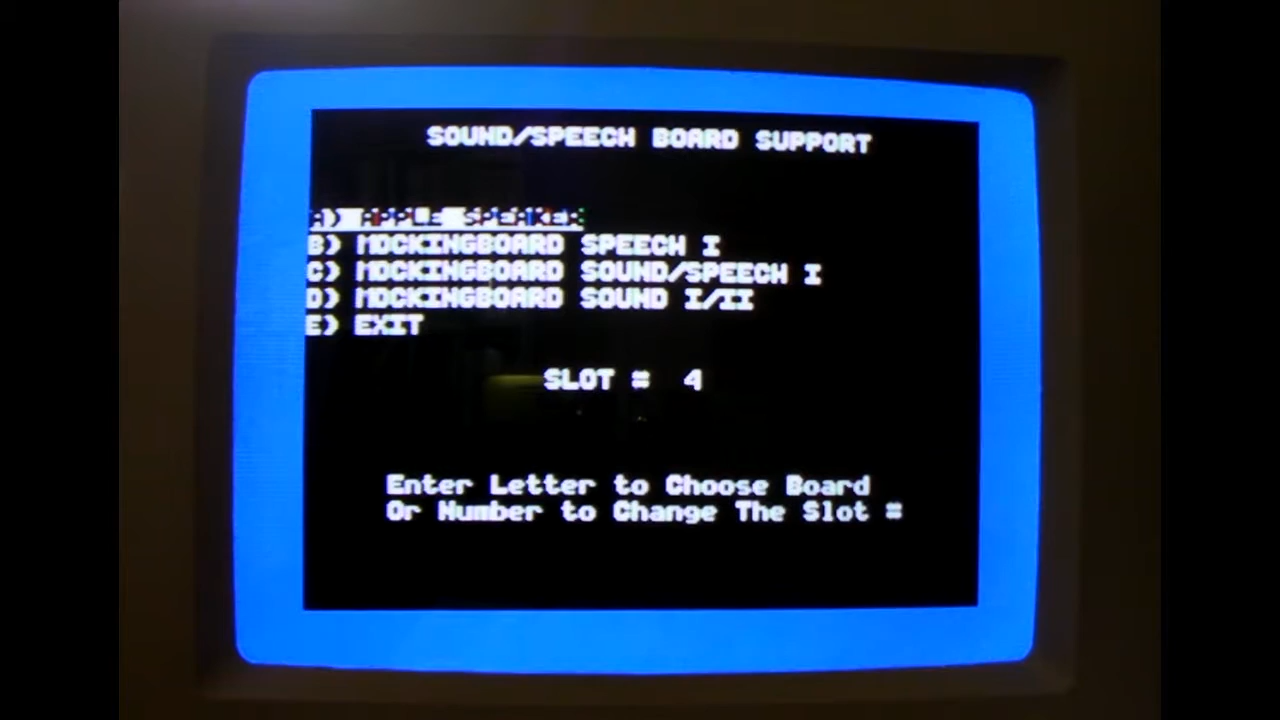 SOUND/SPEECH BOARD SUPPORT
A) APPLE SPEAKER
B) MOCKINGBOARD SPEECH I
C) MOCKINGBOARD SOUND/SPEECH I
D) MOCKINGBOARD SOUND I/II
E) EXIT
SLOT # 4
Enter Letter to Choose Board
Or Number to Change The Slot #